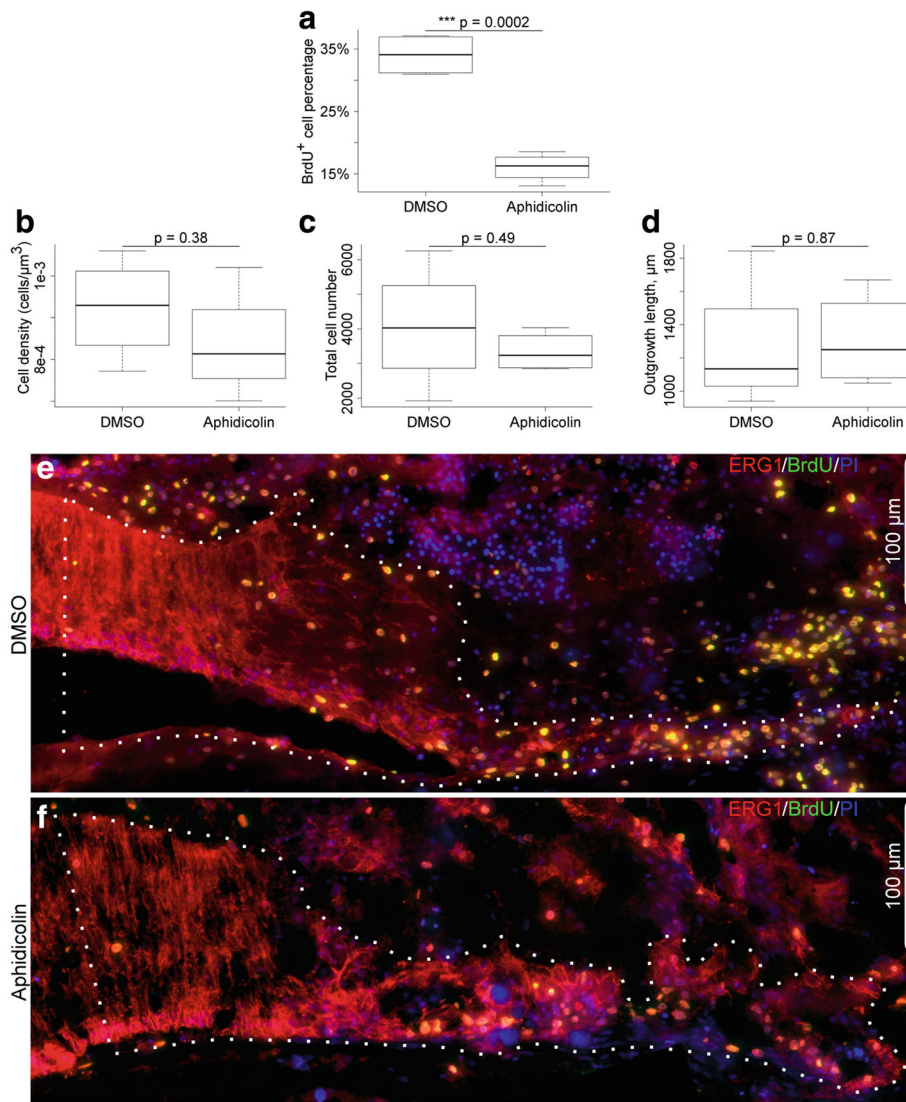 a
*** p = 0.0002
BrdU+ cell percentage
35%
25%
15%
DMSO
Aphidicolin
b
p = 0.38
Cell density (cells/µm³)
1e-3
8e-4
DMSO
Aphidicolin
c
p = 0.49
Total cell number
6000
4000
2000
DMSO
Aphidicolin
d
p = 0.87
Outgrowth length, µm
1800
1400
1000
DMSO
Aphidicolin
e
ERG1/BrdU/PI
100 µm
DMSO
f
ERG1/BrdU/PI
100 µm
Aphidicolin